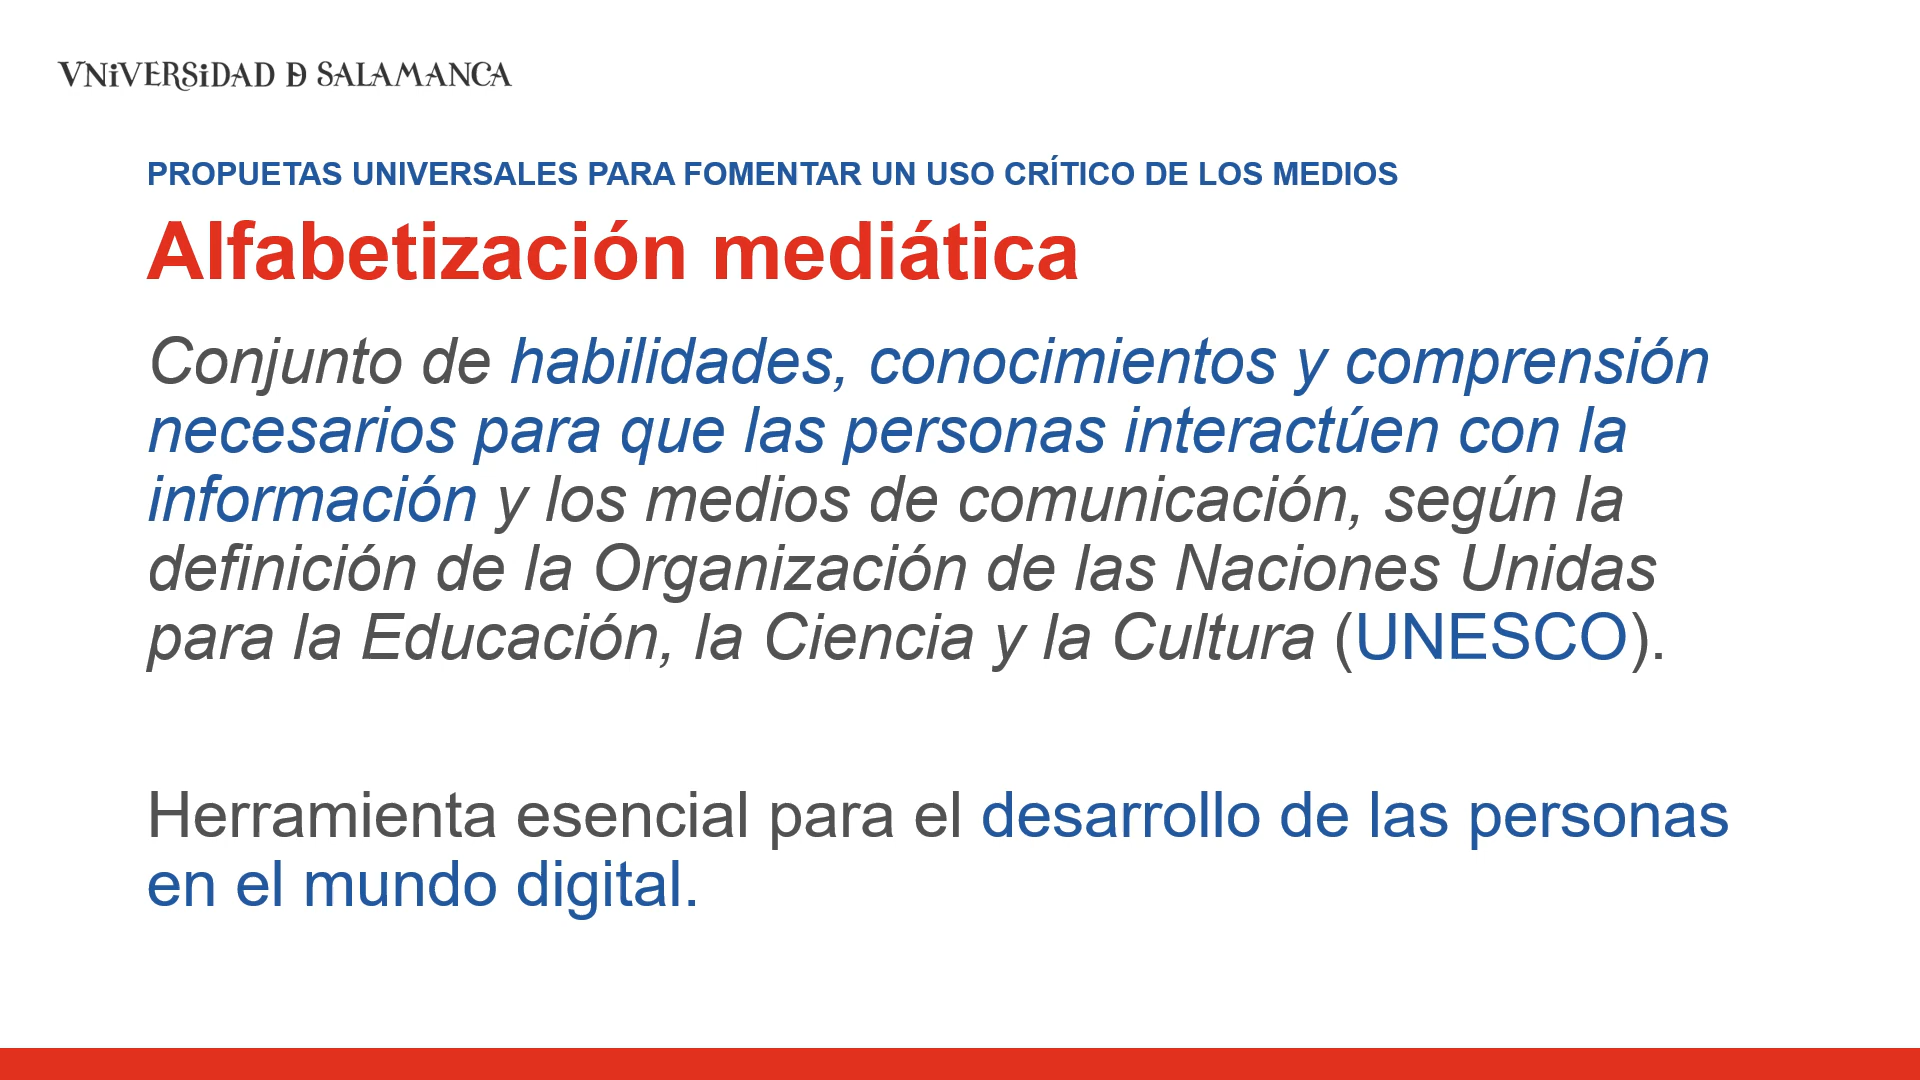 VNiVERSiDAD Ð SALAMANCA
PROPUETAS UNIVERSALES PARA FOMENTAR UN USO CRÍTICO DE LOS MEDIOS
Alfabetización mediática
Conjunto de habilidades, conocimientos y comprensión
necesarios para que las personas interactúen con la
información y los medios de comunicación, según la
definición de la Organización de las Naciones Unidas
para la Educación, la Ciencia y la Cultura (UNESCO).
Herramienta esencial para el desarrollo de las personas
en el mundo digital.